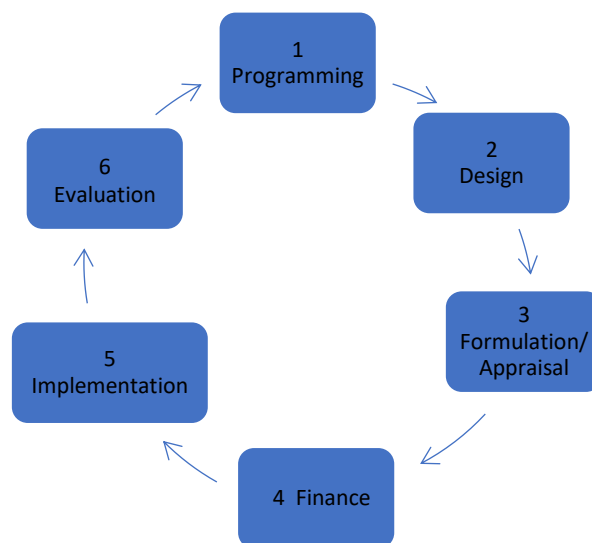 1
Programming
2
Design
3
Formulation/
Appraisal
4 Finance
5
Implementation
6
Evaluation